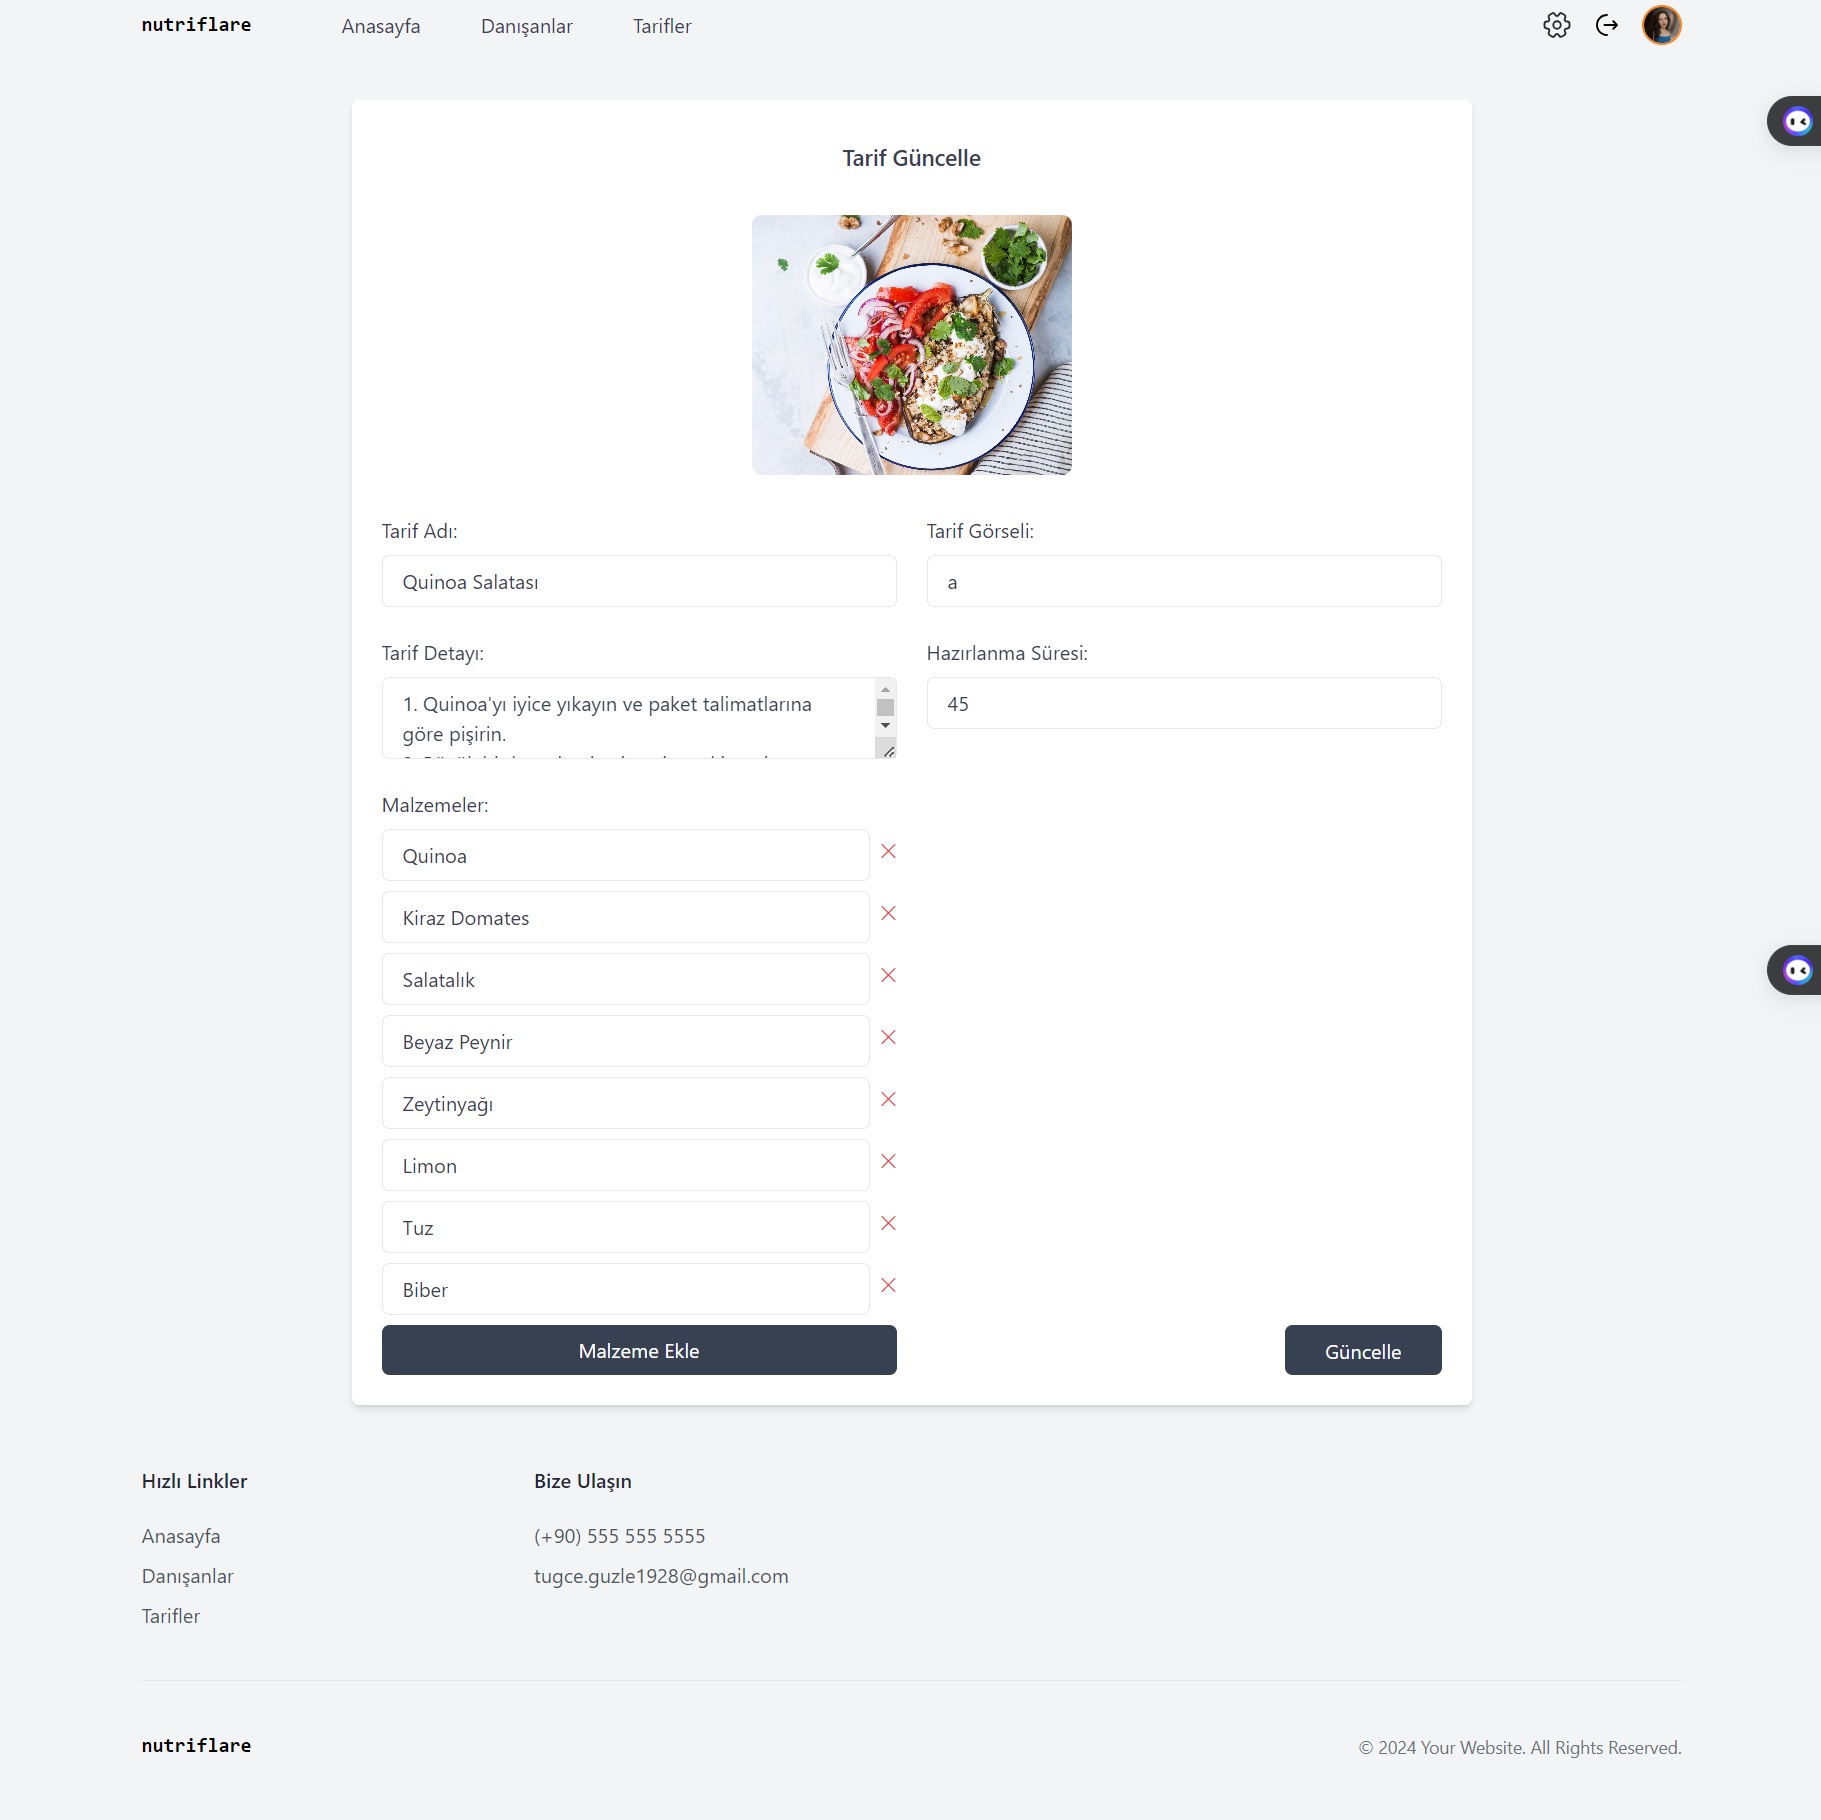 nutriflare
Anasayfa
Danışanlar
Tarifler
Tarif Güncelle
Tarif Adı:
Tarif Görseli:
Quinoa Salatası
a
Tarif Detayı:
Hazırlanma Süresi:
1. Quinoa'yı iyice yıkayın ve paket talimatlarına
göre pişirin.
45
Malzemeler:
Quinoa
Kiraz Domates
Salatalık
Beyaz Peynir
Zeytinyağı
Limon
Tuz
Biber
Malzeme Ekle
Güncelle
Hızlı Linkler
Bize Ulaşın
Anasayfa
(+90) 555 555 5555
Danışanlar
tugce.guzle1928@gmail.com
Tarifler
nutriflare
© 2024 Your Website. All Rights Reserved.